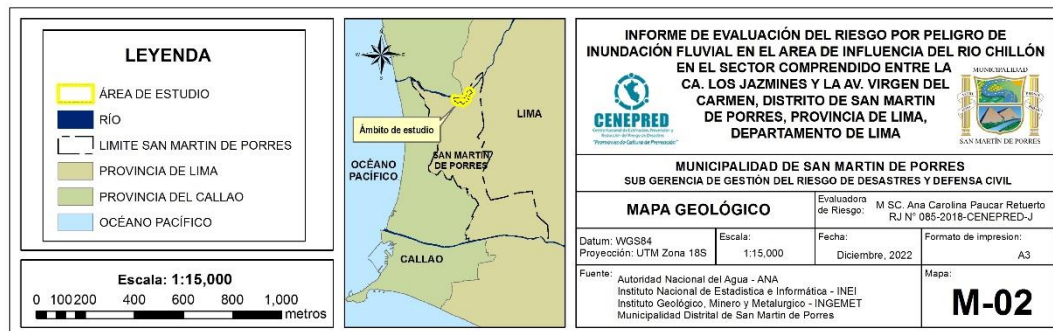 LEYENDA
ÁREA DE ESTUDIO
RÍO
LIMITE SAN MARTIN DE PORRES
PROVINCIA DE LIMA
PROVINCIA DEL CALLAO
OCÉANO PACÍFICO
Escala: 1:15,000
0 100 200 400 600 800 1,000
metros
N
LIMA
Ámbito de estudio
OCÉANO
PACÍFICO
SAN MARTIN
DE PORRES
CALLAO
INFORME DE EVALUACIÓN DEL RIESGO POR PELIGRO DE
INUNDACIÓN FLUVIAL EN EL AREA DE INFLUENCIA DEL RIO CHILLÓN
EN EL SECTOR COMPRENDIDO ENTRE LA
CA. LOS JAZMINES Y LA AV. VIRGEN DEL
CARMEN, DISTRITO DE SAN MARTIN
DE PORRES, PROVINCIA DE LIMA,
DEPARTAMENTO DE LIMA
CENEPRED
MUNICIPALIDAD
SAN MARTÍN DE PORRES
MUNICIPALIDAD DE SAN MARTIN DE PORRES
SUB GERENCIA DE GESTIÓN DEL RIESGO DE DESASTRES Y DEFENSA CIVIL
MAPA GEOLÓGICO
Evaluadora
de Riesgo:
M SC. Ana Carolina Paucar Retuerto
RJ N° 085-2018-CENEPRED-J
Datum: WGS84
Proyección: UTM Zona 18S
Escala:
1:15,000
Fecha:
Diciembre, 2022
Formato de impresion:
A3
Fuente:
Autoridad Nacional del Agua - ANA
Instituto Nacional de Estadistica e Informática - INEI
Instituto Geológico, Minero y Metalurgico - INGEMET
Municipalidad Distrital de San Martin de Porres
Mapa:
M-02